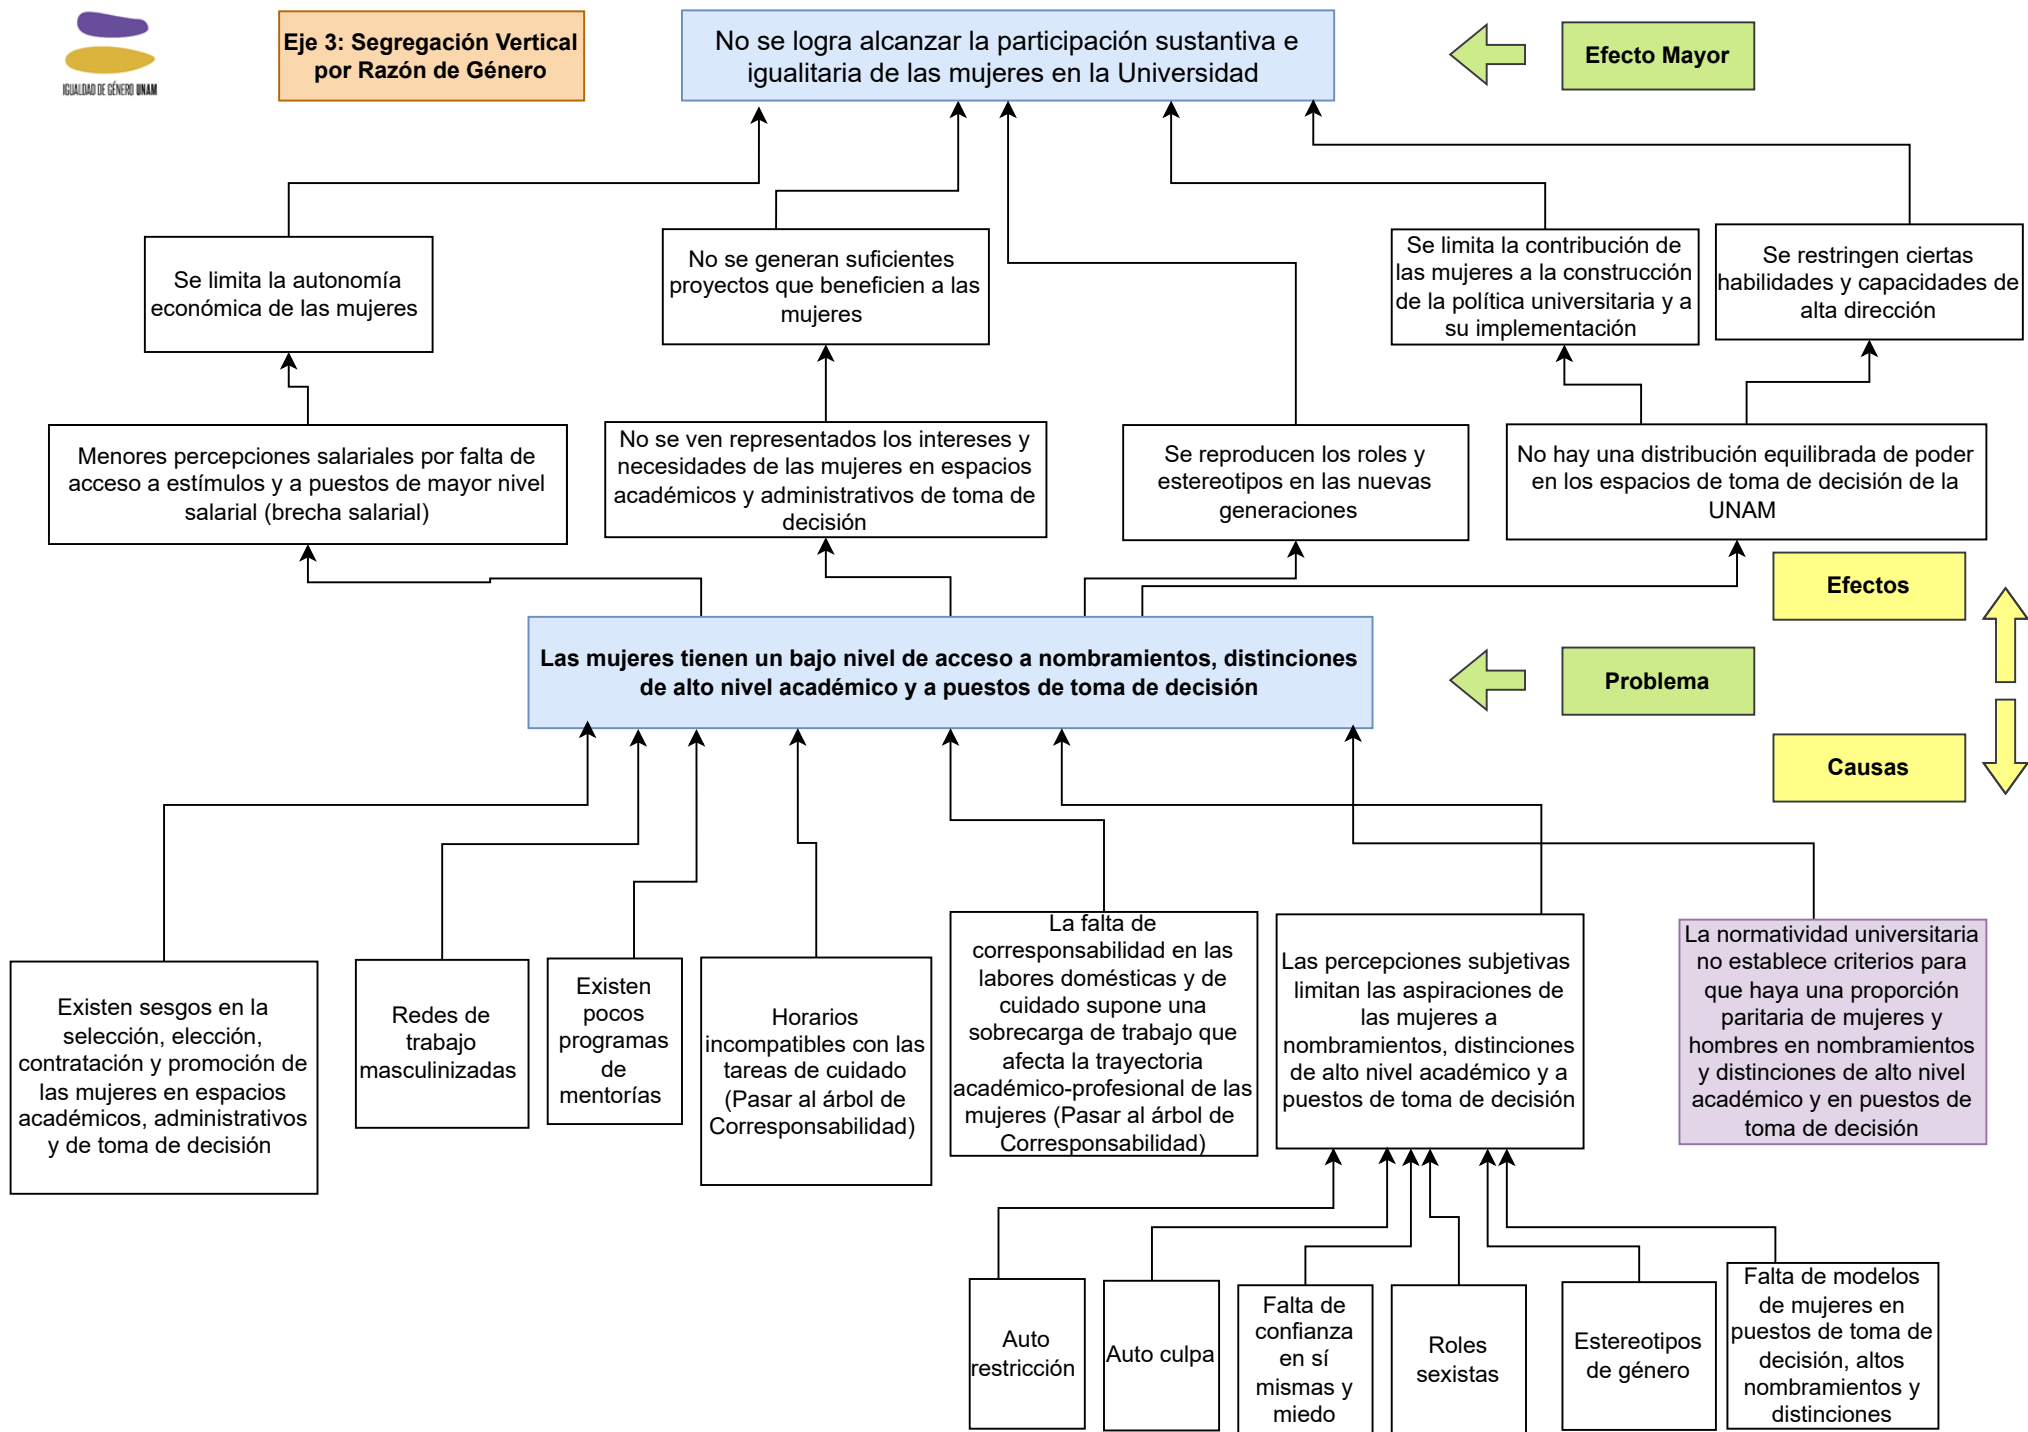 IGUALDAD DE GÉNERO UNAM
Eje 3: Segregación Vertical
por Razón de Género
No se logra alcanzar la participación sustantiva e
igualitaria de las mujeres en la Universidad
Efecto Mayor
Se limita la autonomía
económica de las mujeres
No se generan suficientes
proyectos que beneficien a las
mujeres
Se limita la contribución de
las mujeres a la construcción
de la política universitaria y a
su implementación
Se restringen ciertas
habilidades y capacidades de
alta dirección
Menores percepciones salariales por falta de
acceso a estímulos y a puestos de mayor nivel
salarial (brecha salarial)
No se ven representados los intereses y
necesidades de las mujeres en espacios
académicos y administrativos de toma de
decisión
Se reproducen los roles y
estereotipos en las nuevas
generaciones
No hay una distribución equilibrada de poder
en los espacios de toma de decisión de la
UNAM
Efectos
Las mujeres tienen un bajo nivel de acceso a nombramientos, distinciones
de alto nivel académico y a puestos de toma de decisión
Problema
Causas
Existen sesgos en la
selección, elección,
contratación y promoción de
las mujeres en espacios
académicos, administrativos
y de toma de decisión
Redes de
trabajo
masculinizadas
Existen
pocos
programas
de
mentorías
Horarios
incompatibles con las
tareas de cuidado
(Pasar al árbol de
Corresponsabilidad)
La falta de
corresponsabilidad en las
labores domésticas y de
cuidado supone una
sobrecarga de trabajo que
afecta la trayectoria
académico-profesional de las
mujeres (Pasar al árbol de
Corresponsabilidad)
Las percepciones subjetivas
limitan las aspiraciones de
las mujeres a
nombramientos, distinciones
de alto nivel académico y a
puestos de toma de decisión
La normatividad universitaria
no establece criterios para
que haya una proporción
paritaria de mujeres y
hombres en nombramientos
y distinciones de alto nivel
académico y en puestos de
toma de decisión
Auto
restricción
Auto culpa
Falta de
confianza
en sí
mismas y
miedo
Roles
sexistas
Estereotipos
de género
Falta de modelos
de mujeres en
puestos de toma de
decisión, altos
nombramientos y
distinciones